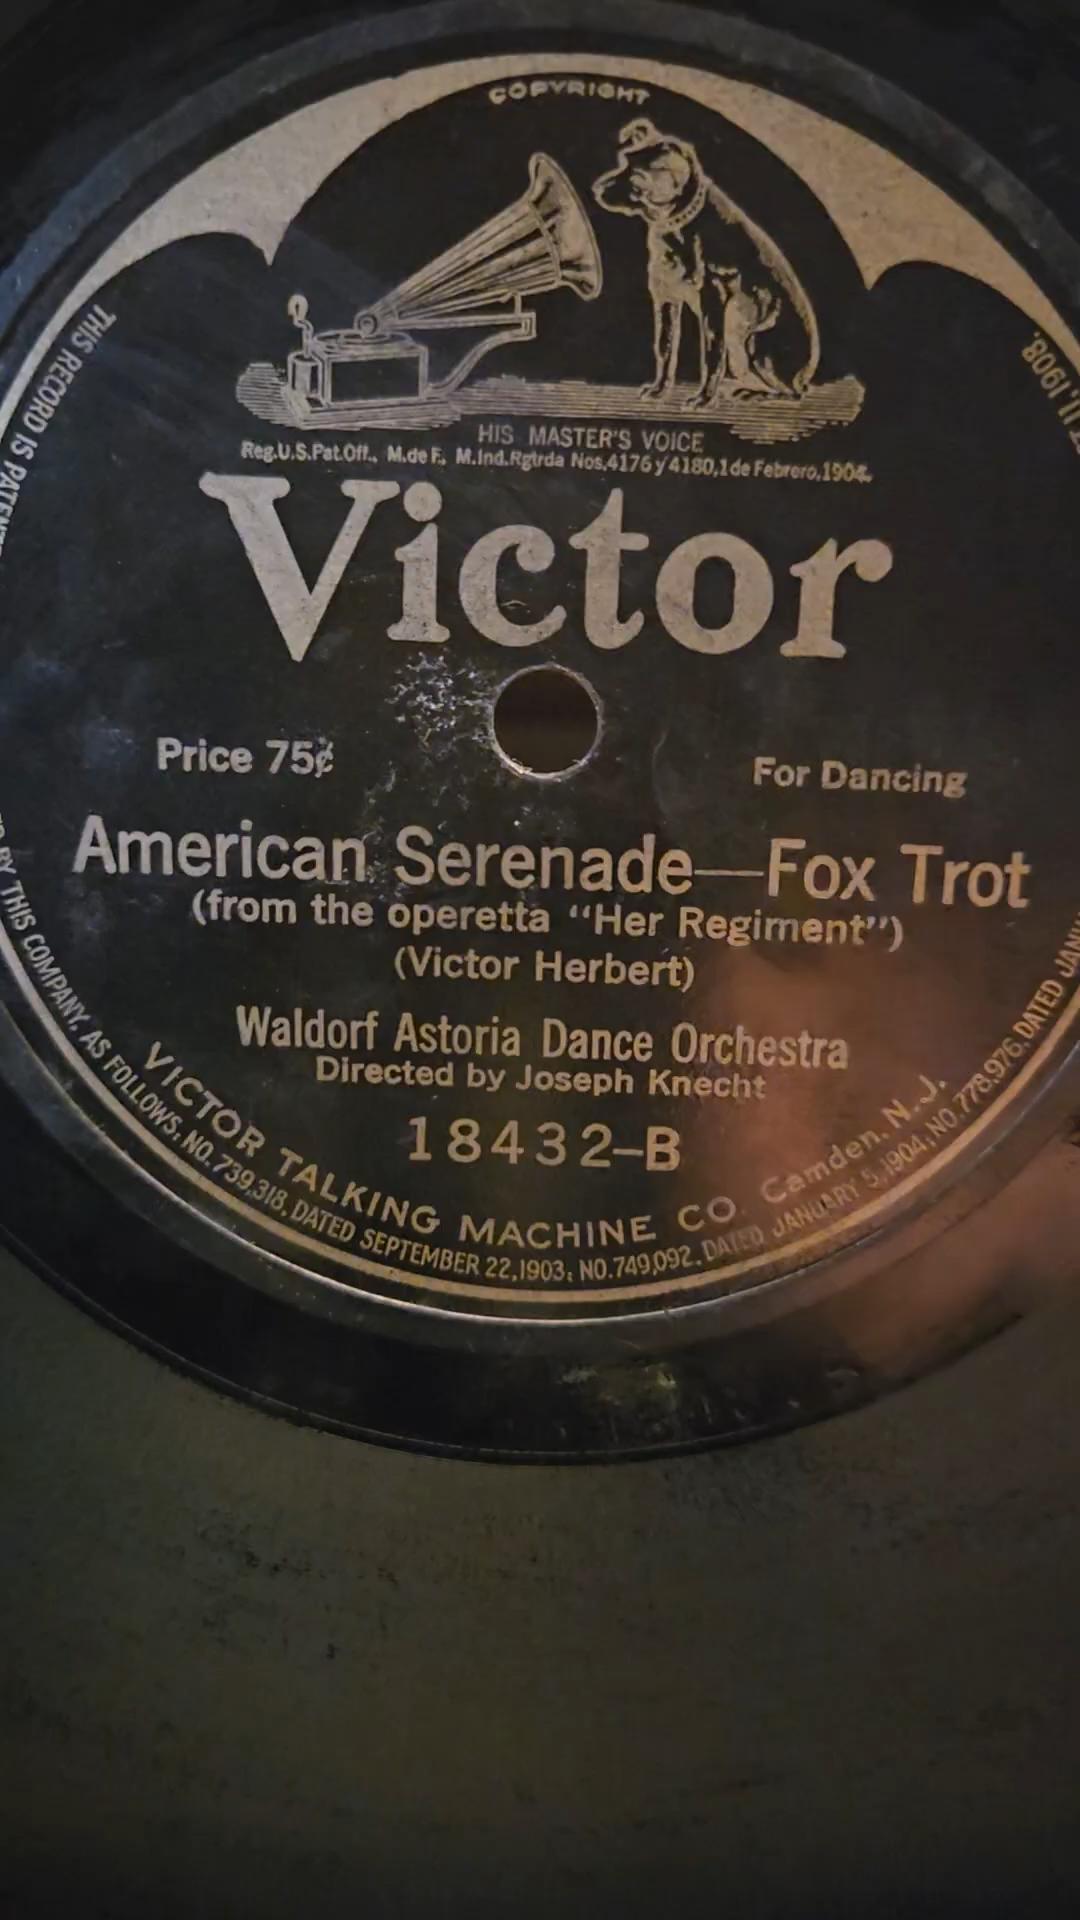 COPYRIGHT
HIS MASTER'S VOICE
Reg.U.S.Pat.Off., M.de F., M.Ind.Rgtrda Nos.4176 y 4180, 1 de Febrero, 1904.
Victor
Price 75¢
For Dancing
American Serenade—Fox Trot
(from the operetta “Her Regiment”)
(Victor Herbert)
Waldorf Astoria Dance Orchestra
Directed by Joseph Knecht
18432-B
VICTOR TALKING MACHINE CO. Camden. N.J.
THIS RECORD IS
BY THIS COMPANY, AS FOLLOWS: NO. 739,318, DATED SEPTEMBER 22,1903; NO. 749,092, DATED JANUARY 5,1904; NO. 778,976, DATED
11, 1908.